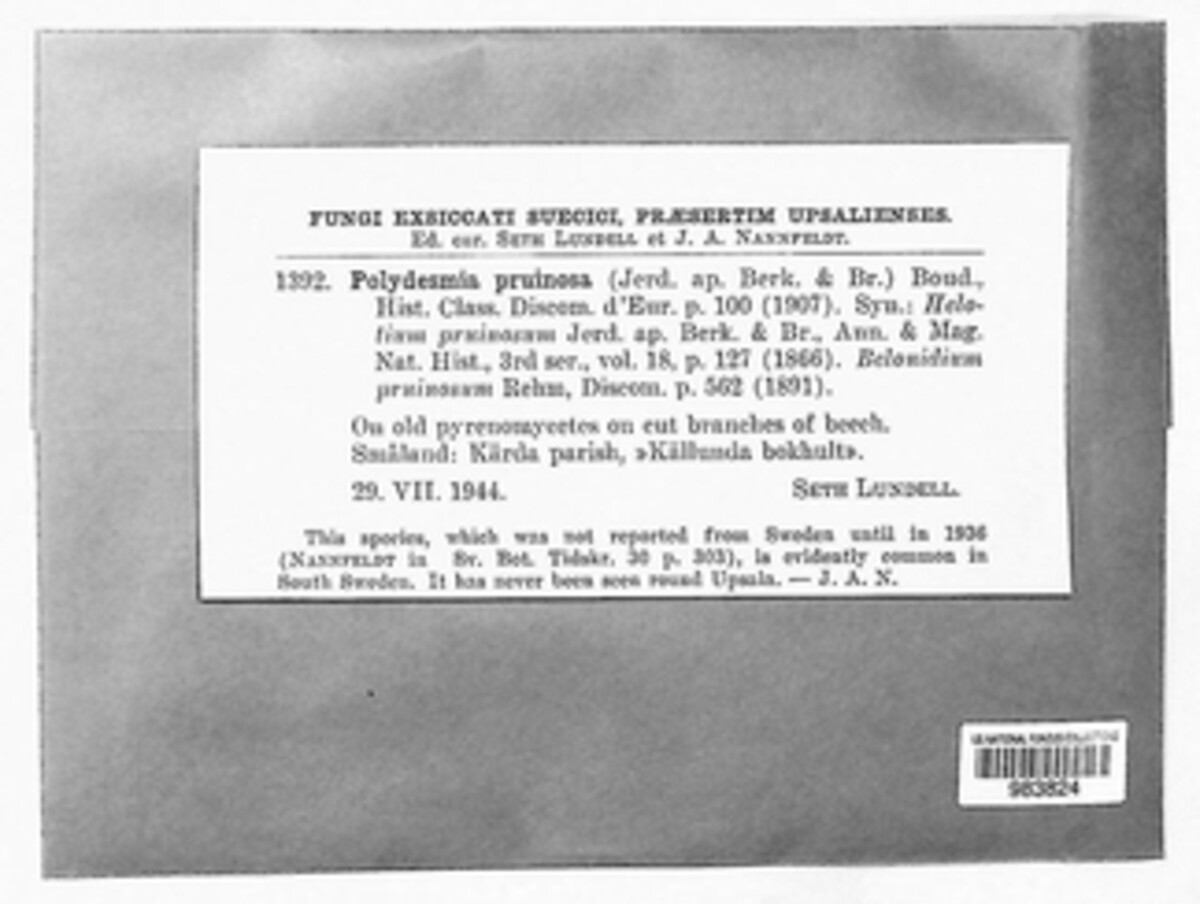 FUNGI EXSICCATI SUECICI, PRÆSERTIM UPSALIENSES.
Ed. cur. SETH LUNDELL et J. A. NANNFELDT.
1392. Polydesmia pruinosa (Jerd. ap. Berk. & Br.) Boud.,
Hist. Class. Discom. d'Eur. p. 100 (1907). Syn.: Helo-
tium pruinosum Jerd. ap. Berk. & Br., Ann. & Mag.
Nat. Hist., 3rd ser., vol. 18, p. 127 (1866). Belonidium
pruinosum Rehm, Discom. p. 562 (1891).
On old pyrenomycetes on cut branches of beech.
Småland: Kärda parish, »Källunda bokhult».
29. VII. 1944. SETH LUNDELL.
This species, which was not reported from Sweden until in 1936
(NANNFELDT in Sv. Bot. Tidskr. 30 p. 303), is evidently common in
South Sweden. It has never been seen round Upsala. — J. A. N.
US NATIONAL FUNGUS COLLECTIONS
983824